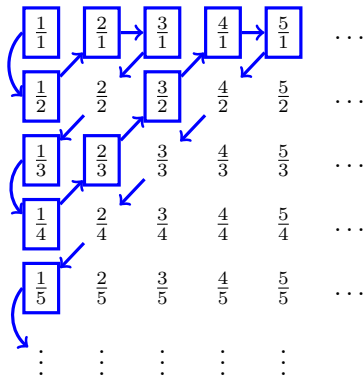 1/1 2/1 3/1 4/1 5/1 ...
1/2 2/2 3/2 4/2 5/2 ...
1/3 2/3 3/3 4/3 5/3 ...
1/4 2/4 3/4 4/4 5/4 ...
1/5 2/5 3/5 4/5 5/5 ...
⋮ ⋮ ⋮ ⋮ ⋮